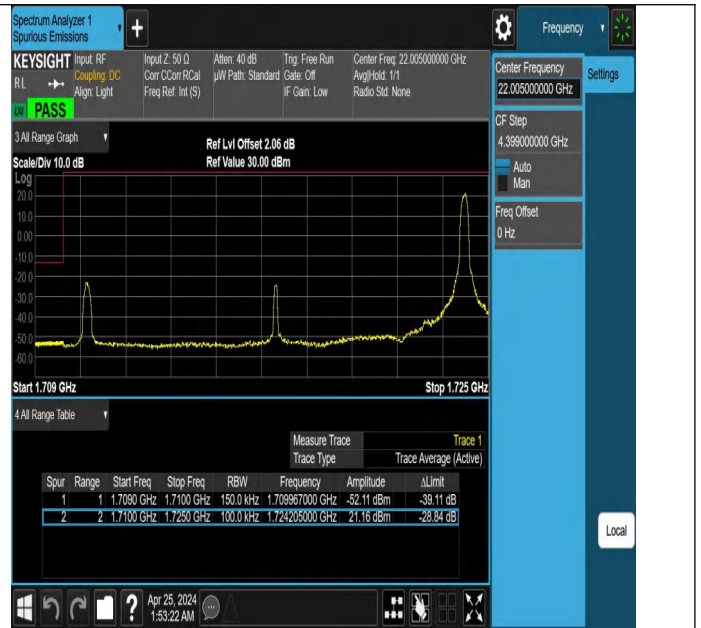 Spectrum Analyzer 1
Spurious Emissions
+
Frequency
KEYSIGHT
RL
Input: RF
Coupling: DC
Align: Light
Input Z: 50 Ω
Corr CCorr RCal
Freq Ref: Int (S)
Atten: 40 dB
µW Path: Standard
Trig: Free Run
Gate: Off
IF Gain: Low
Center Freq: 22.005000000 GHz
Avg|Hold: 1/1
Radio Std: None
LXI PASS
Center Frequency
22.005000000 GHz
Settings
CF Step
4.399000000 GHz
Auto
Man
Freq Offset
0 Hz
3 All Range Graph
Ref Lvl Offset 2.06 dB
Scale/Div 10.0 dB
Ref Value 30.00 dBm
Log
20.0
10.0
0.00
-10.0
-20.0
-30.0
-40.0
-50.0
-60.0
Start 1.709 GHz
Stop 1.725 GHz
4 All Range Table
Measure Trace Trace 1
Trace Type Trace Average (Active)
Spur Range Start Freq Stop Freq RBW Frequency Amplitude ΔLimit
1 1 1.7090 GHz 1.7100 GHz 150.0 kHz 1.709967000 GHz -52.11 dBm -39.11 dB
2 2 1.7100 GHz 1.7250 GHz 100.0 kHz 1.724205000 GHz 21.16 dBm -28.84 dB
Local
?
Apr 25, 2024
1:53:22 AM